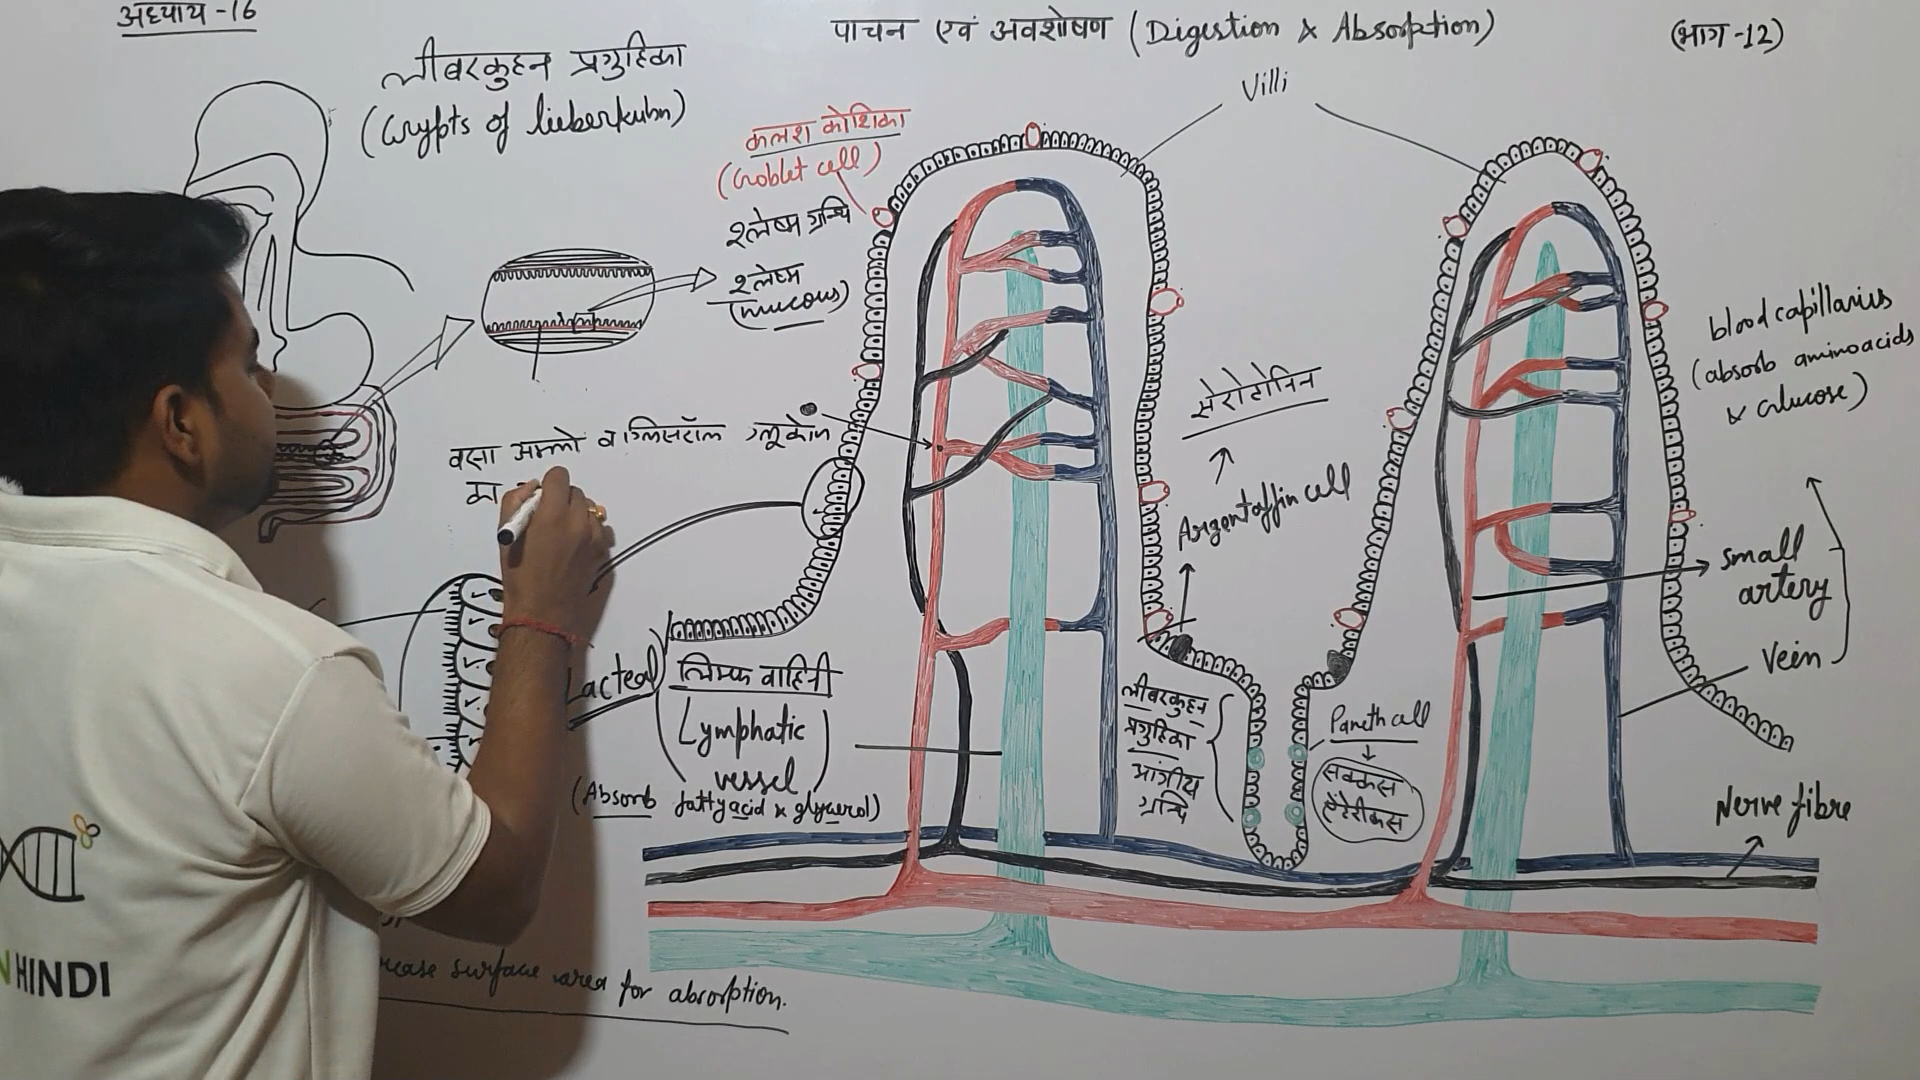 अध्याय -16
पाचन एवं अवशोषण (Digestion & Absorption)
(भाग -12)
लीबरकुहन प्रगुहिका
(Crypts of lieberkuhn)
Villi
कलश कोशिका
(Goblet cell)
श्लेष्म ग्रन्थि
श्लेष्म
(mucous)
blood capillaries
(absorb aminoacids
& Glucose)
सेरोटोनिन
Argentaffin cell
वसा अम्लो व ग्लिसरॉल ग्लूकोज
का
small
artery
Vein
Lacteal
लिम्फ वाहिनी
Lymphatic
vessel
(Absorb fattyacid & glycerol)
लीबरकुहन
प्रगुहिका
आंत्रीय
ग्रन्थि
Paneth cell
सक्कस
एंटेरीकस
Nerve fibre
surface area for absorption.
HINDI